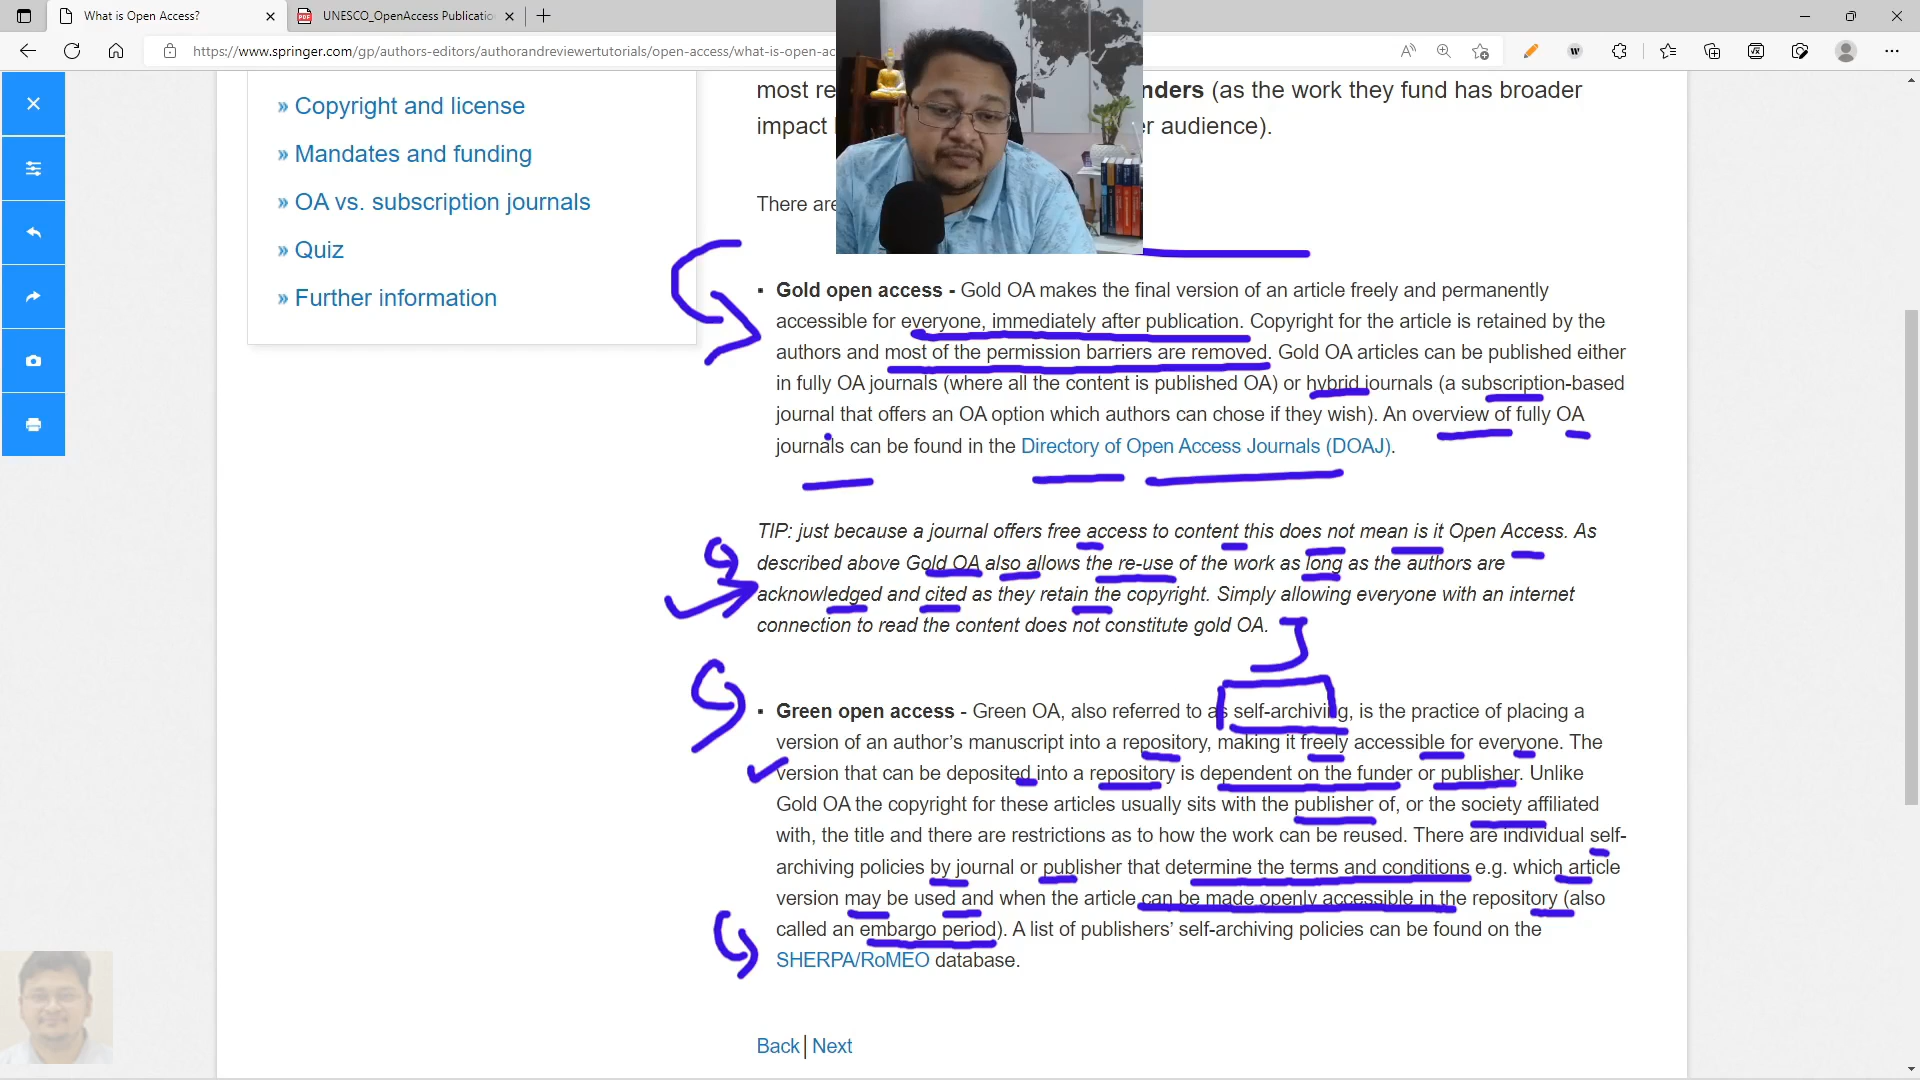 What is Open Access?
UNESCO_OpenAccess Publicatio
https://www.springer.com/gp/authors-editors/authorandreviewertutorials/open-access/what-is-open-ac
» Copyright and license
» Mandates and funding
» OA vs. subscription journals
» Quiz
» Further information
most re nders (as the work they fund has broader
impact r audience).
There are
▪ Gold open access - Gold OA makes the final version of an article freely and permanently
accessible for everyone, immediately after publication. Copyright for the article is retained by the
authors and most of the permission barriers are removed. Gold OA articles can be published either
in fully OA journals (where all the content is published OA) or hybrid journals (a subscription-based
journal that offers an OA option which authors can chose if they wish). An overview of fully OA
journals can be found in the Directory of Open Access Journals (DOAJ).
TIP: just because a journal offers free access to content this does not mean is it Open Access. As
described above Gold OA also allows the re-use of the work as long as the authors are
acknowledged and cited as they retain the copyright. Simply allowing everyone with an internet
connection to read the content does not constitute gold OA.
▪ Green open access - Green OA, also referred to as self-archiving, is the practice of placing a
version of an author’s manuscript into a repository, making it freely accessible for everyone. The
version that can be deposited into a repository is dependent on the funder or publisher. Unlike
Gold OA the copyright for these articles usually sits with the publisher of, or the society affiliated
with, the title and there are restrictions as to how the work can be reused. There are individual self-
archiving policies by journal or publisher that determine the terms and conditions e.g. which article
version may be used and when the article can be made openly accessible in the repository (also
called an embargo period). A list of publishers’ self-archiving policies can be found on the
SHERPA/RoMEO database.
Back | Next